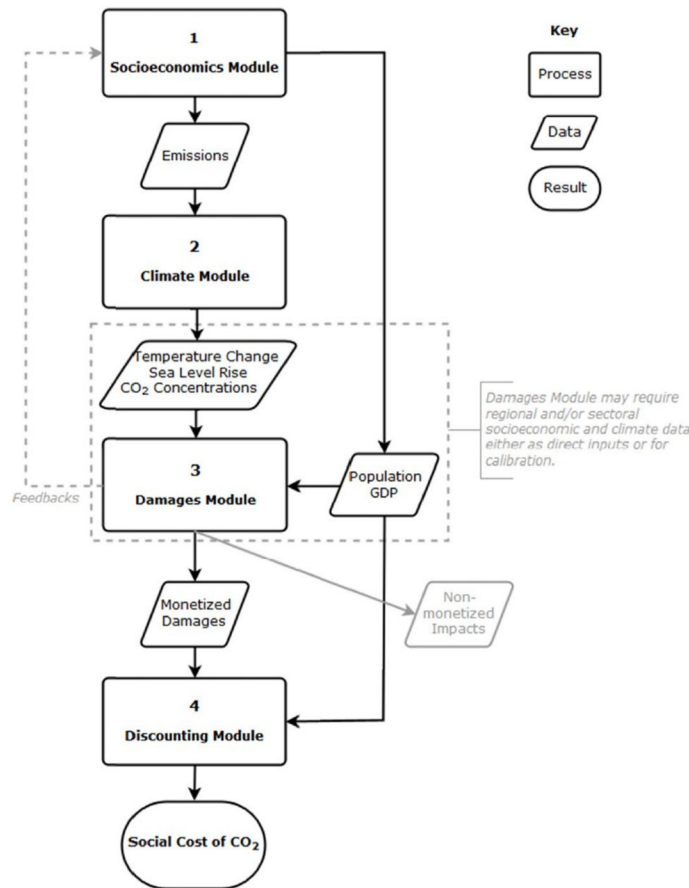 1
Socioeconomics Module
Key
Process
Data
Result
Emissions
2
Climate Module
Temperature Change
Sea Level Rise
CO₂ Concentrations
Damages Module may require
regional and/or sectoral
socioeconomic and climate data
either as direct inputs or for
calibration.
3
Damages Module
Feedbacks
Population
GDP
Monetized
Damages
Non-
monetized
Impacts
4
Discounting Module
Social Cost of CO₂